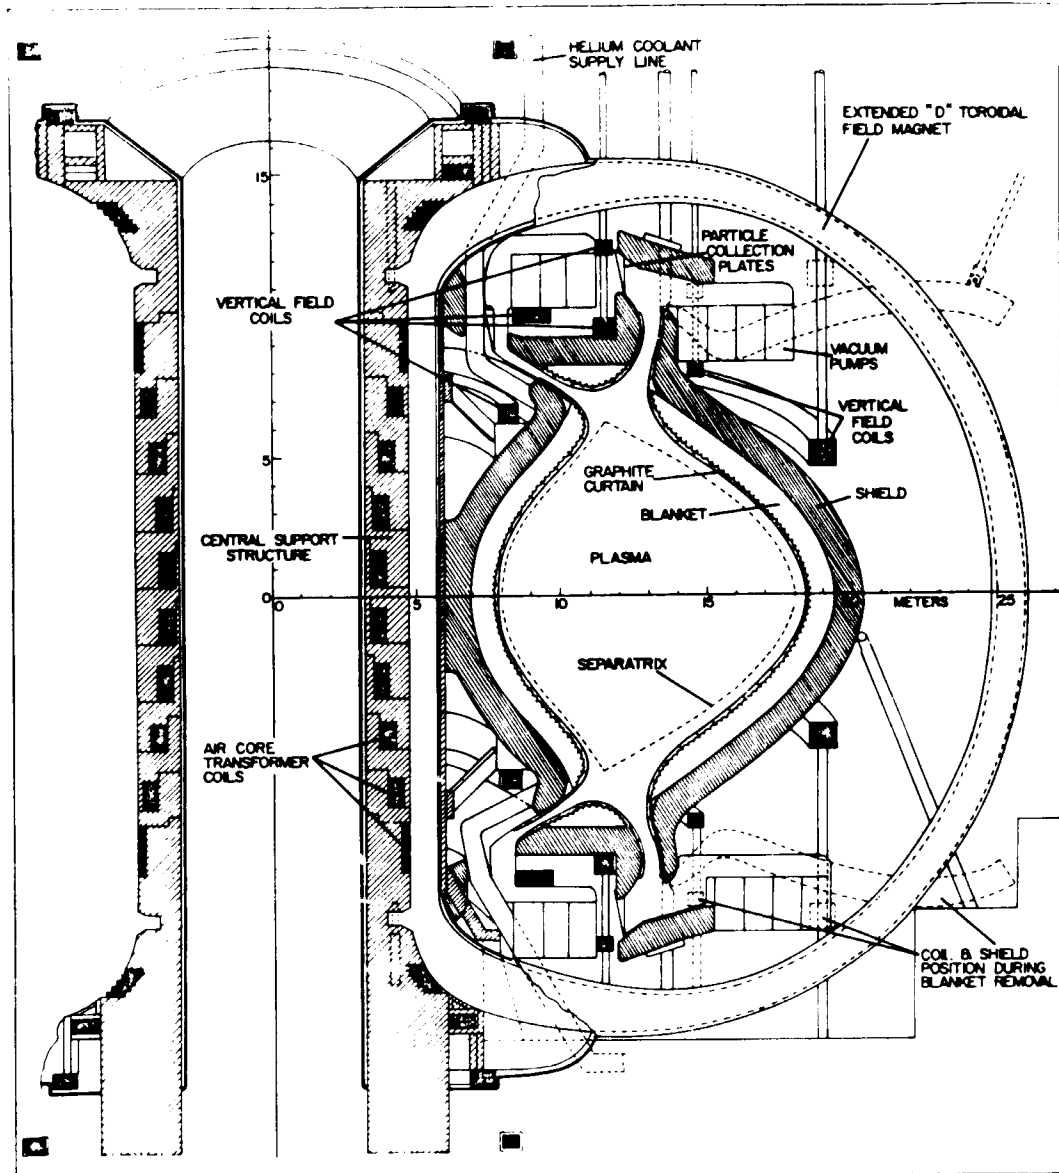 HELIUM COOLANT
SUPPLY LINE
EXTENDED "D" TOROIDAL
FIELD MAGNET
15
PARTICLE
COLLECTION
PLATES
VERTICAL FIELD
COILS
VACUUM
PUMPS
VERTICAL
FIELD
COILS
5
GRAPHITE
CURTAIN
SHIELD
BLANKET
CENTRAL SUPPORT
STRUCTURE
PLASMA
0
0
5
10
15
20
METERS
25
SEPARATRIX
AIR CORE
TRANSFORMER
COILS
COIL & SHIELD
POSITION DURING
BLANKET REMOVAL